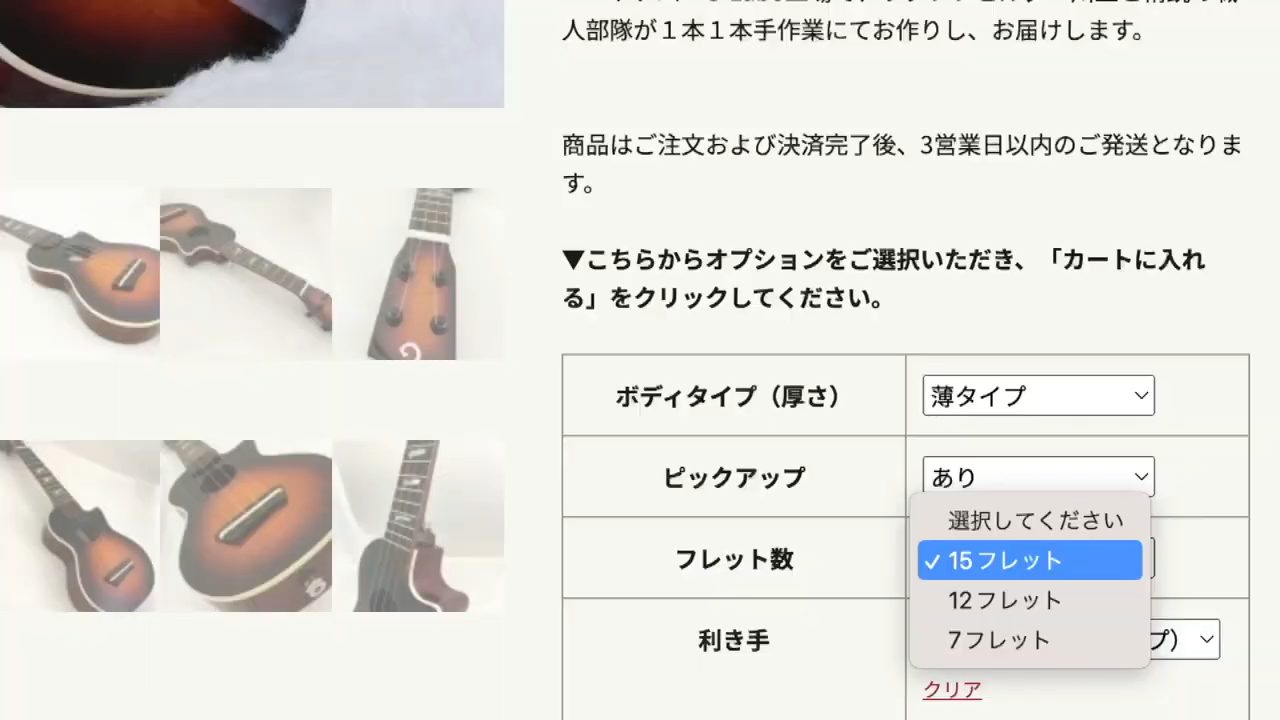 人部隊が１本１本手作業にてお作りし、お届けします。
商品はご注文および決済完了後、3営業日以内のご発送となりま
す。
▼こちらからオプションをご選択いただき、「カートに入れ
る」をクリックしてください。
ボディタイプ（厚さ）
薄タイプ
ピックアップ
あり
選択してください
フレット数
✓ 15フレット
12フレット
利き手
7フレット
プ）
クリア